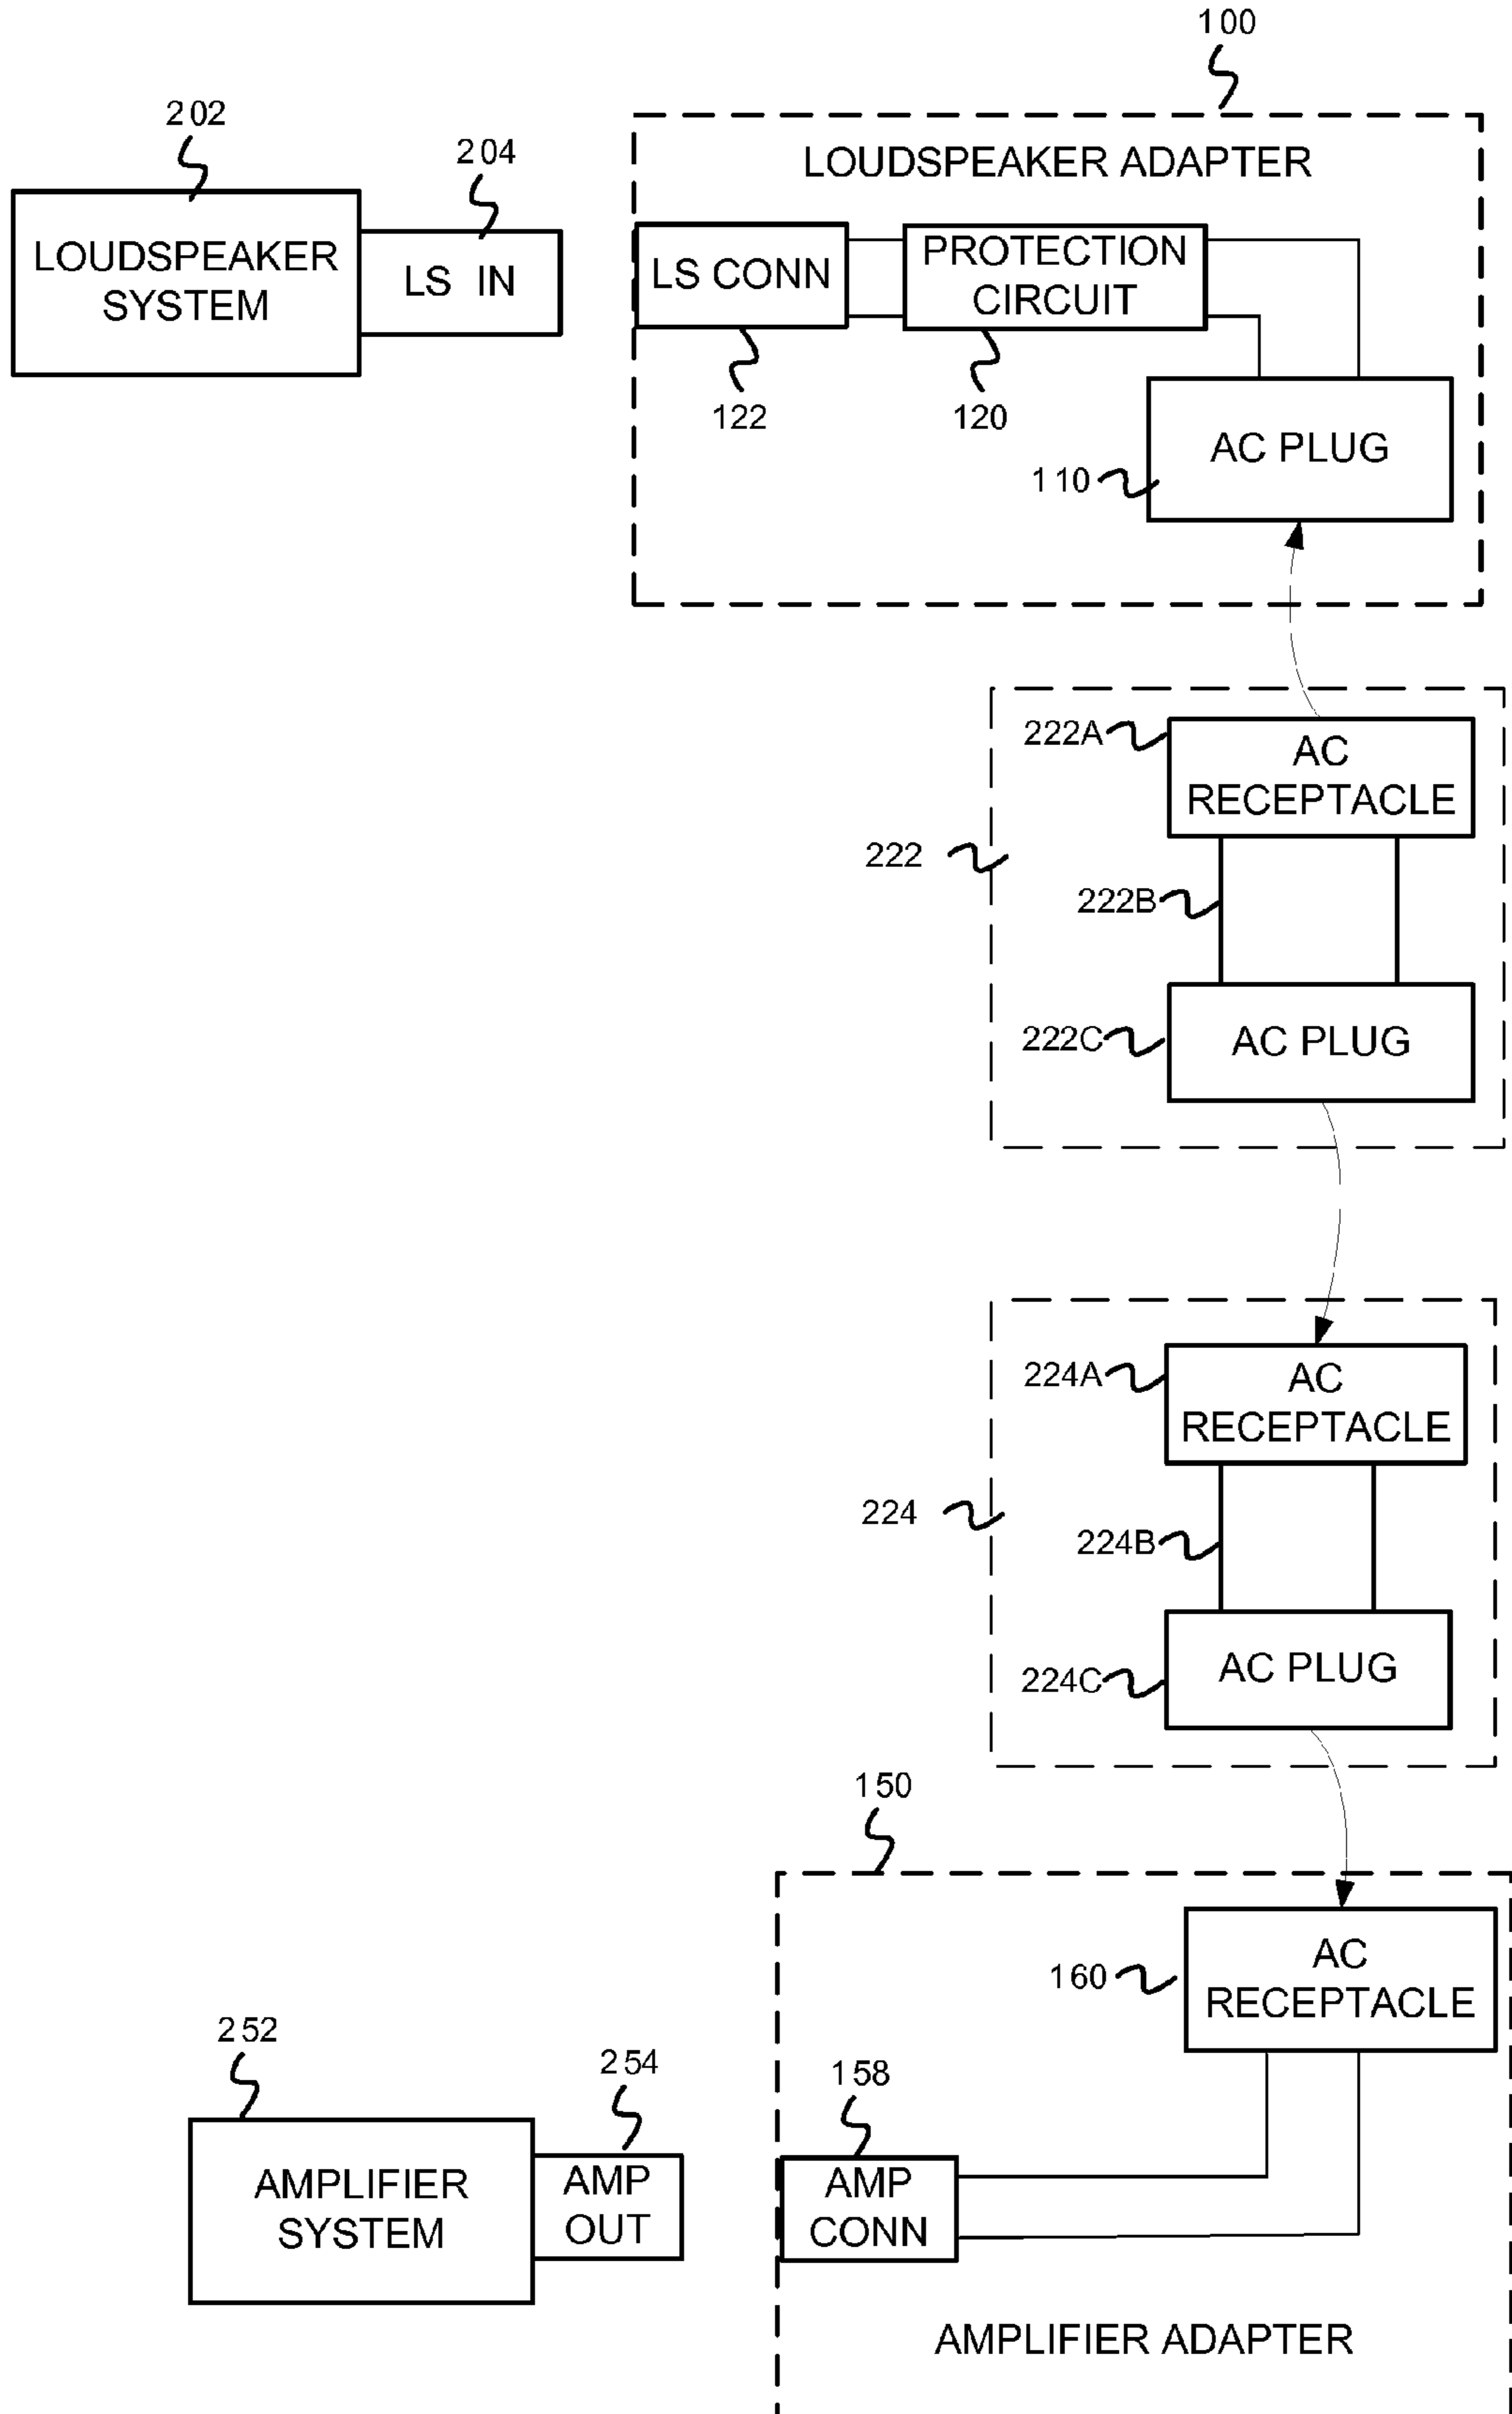 100
202
204
LOUDSPEAKER ADAPTER
LOUDSPEAKER
SYSTEM
LS IN
LS CONN
PROTECTION
CIRCUIT
122
120
AC PLUG
110
222A
AC
RECEPTACLE
222
222B
222C
AC PLUG
224A
AC
RECEPTACLE
224
224B
224C
AC PLUG
150
160
AC
RECEPTACLE
252
254
158
AMPLIFIER
SYSTEM
AMP
OUT
AMP
CONN
AMPLIFIER ADAPTER